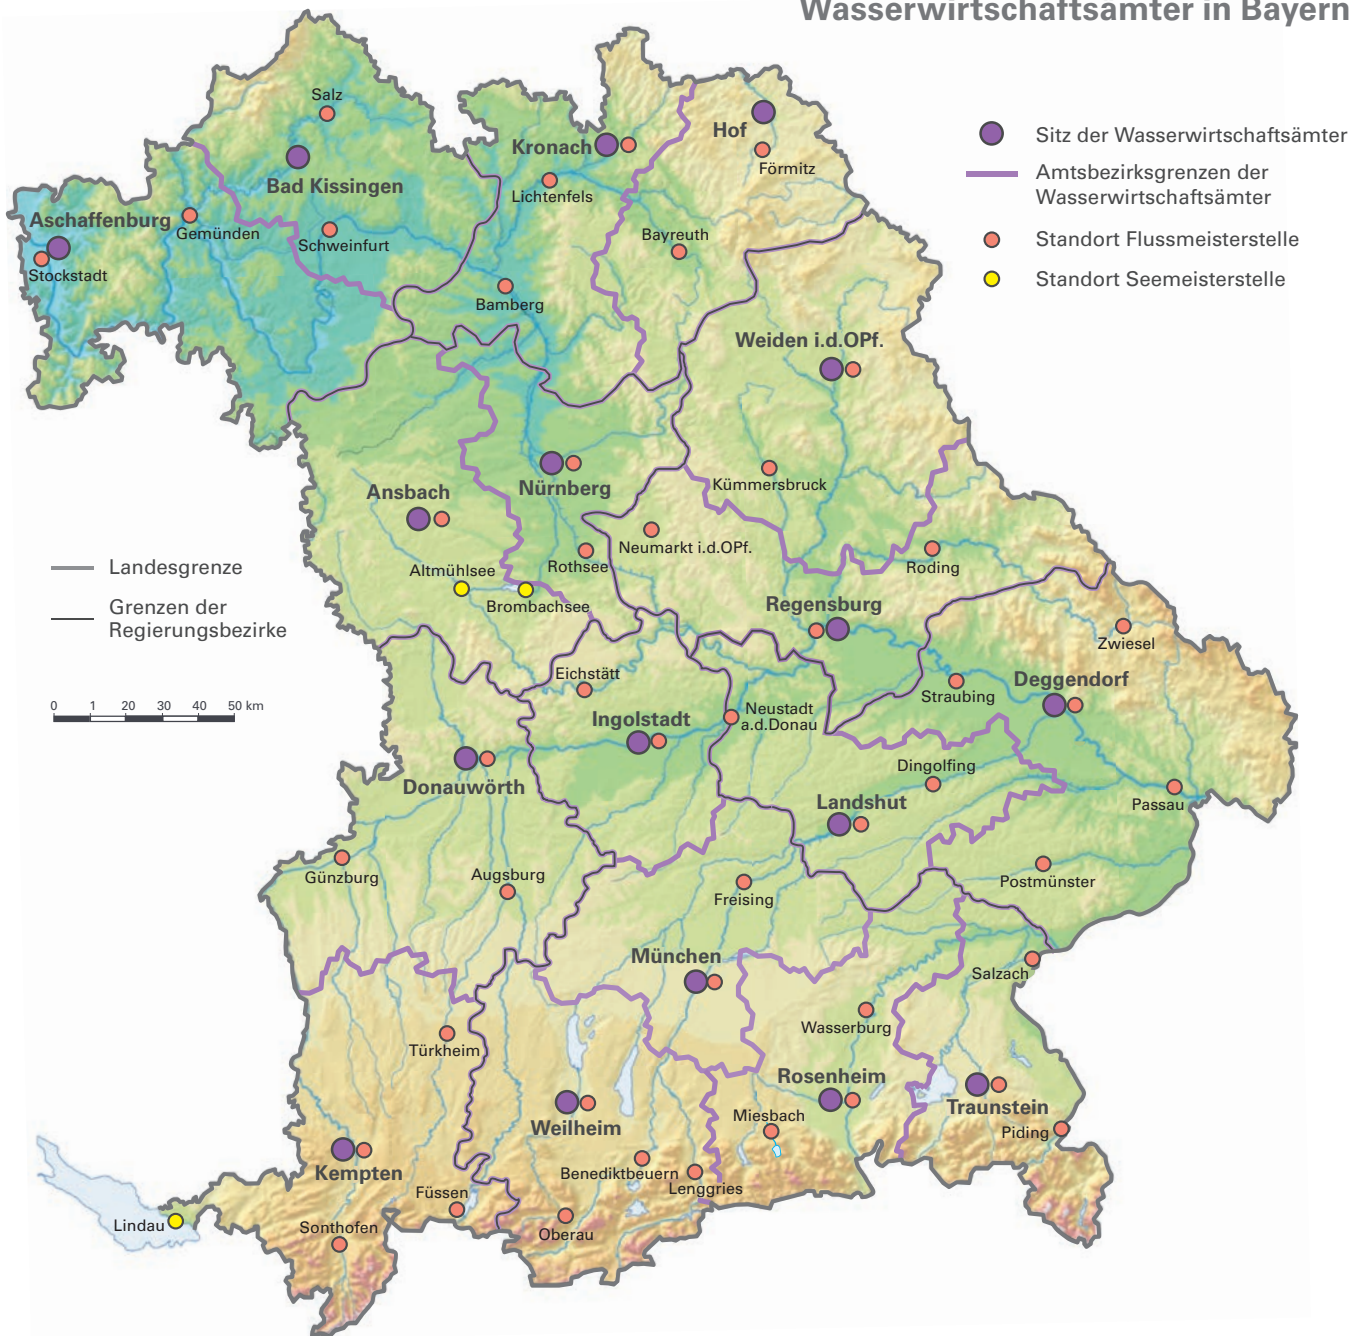 Wasserwirtschaftsämter in Bayern
Sitz der Wasserwirtschaftsämter
Amtsbezirksgrenzen der
Wasserwirtschaftsämter
Standort Flussmeisterstelle
Standort Seemeisterstelle
Salz
Bad Kissingen
Kronach
Lichtenfels
Hof
Förmitz
Aschaffenburg
Gemünden
Schweinfurt
Stockstadt
Bayreuth
Bamberg
Weiden i.d.OPf.
Kümmersbruck
Nürnberg
Ansbach
Neumarkt i.d.OPf.
Rothsee
Altmühlsee
Brombachsee
Roding
Landesgrenze
Grenzen der
Regierungsbezirke
0 1 20 30 40 50 km
Regensburg
Zwiesel
Eichstätt
Straubing
Deggendorf
Ingolstadt
Neustadt
a.d.Donau
Donauwörth
Dingolfing
Landshut
Passau
Günzburg
Augsburg
Freising
Postmünster
München
Salzach
Wasserburg
Türkheim
Rosenheim
Traunstein
Miesbach
Piding
Weilheim
Kempten
Benediktbeuern
Lenggries
Füssen
Lindau
Sonthofen
Oberau